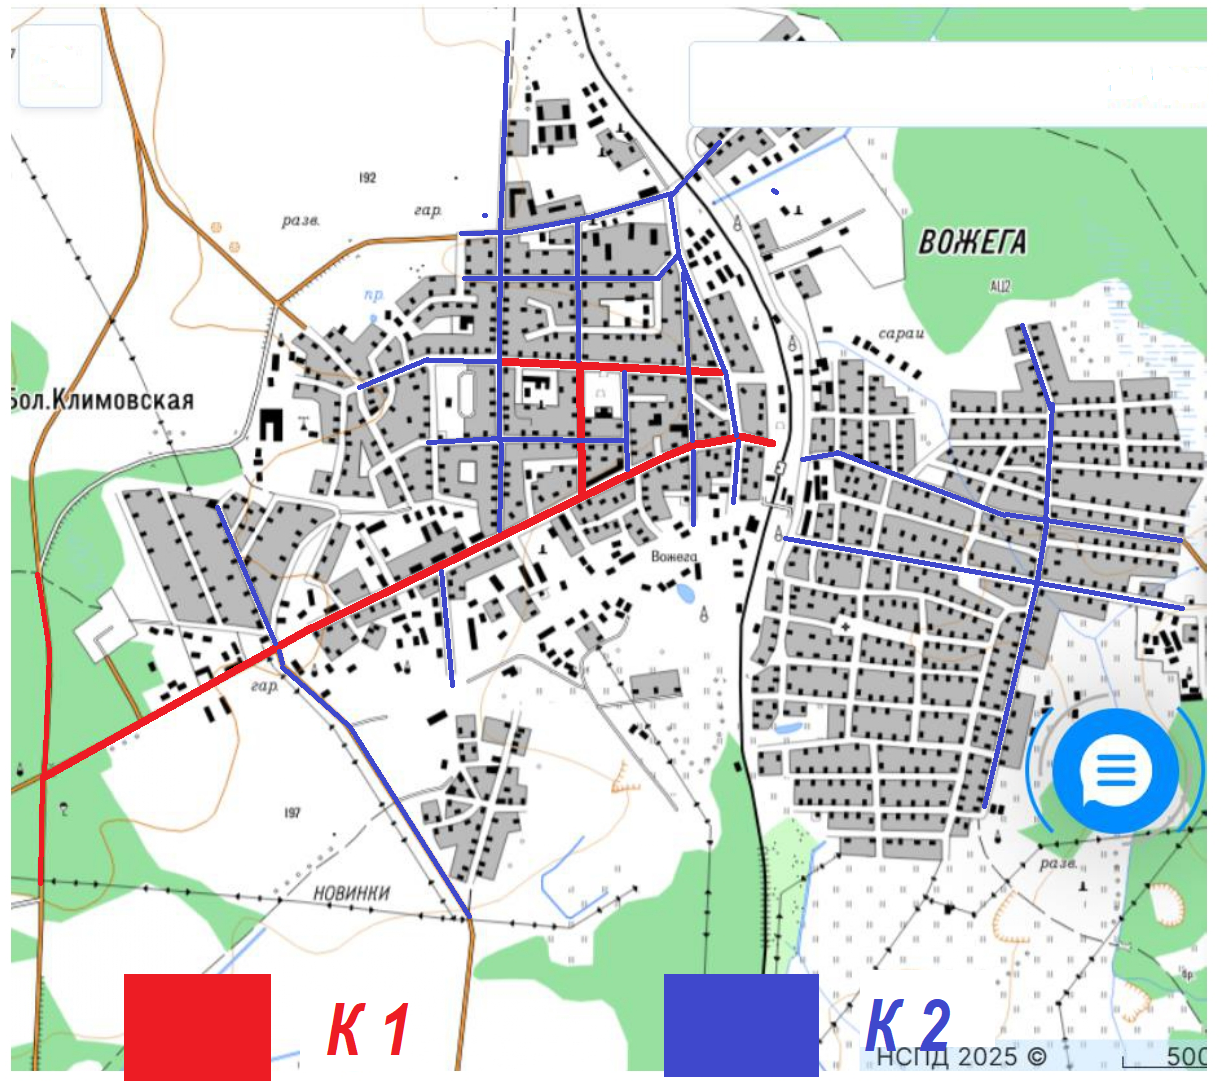 192
разв.
гар.
ВОЖЕГА
АЦ2
пр.
сараи
Бол.Климовская
Вожега
гар.
197
НОВИНКИ
разв.
бр.
К 1
К 2
НСПД 2025 ©
500